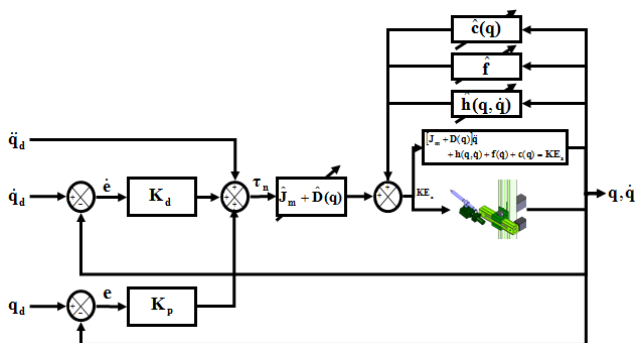 ĉ(q)
f̂
ĥ(q, q̇)
[J_m + D(q)]q̈
+ h(q,q̇) + f(q̇) + c(q) = KE_a
q̈_d
q̇_d
ė
K_d
τ_n
Ĵ_m + D̂(q)
KE_a
q, q̇
q_d
e
K_p